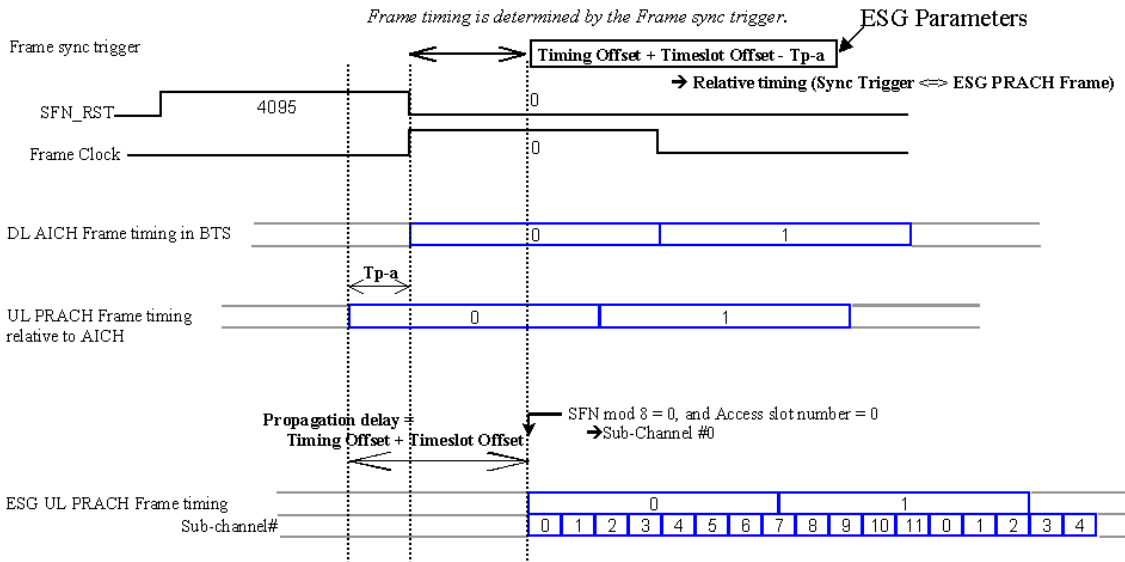 Frame timing is determined by the Frame sync trigger.
ESG Parameters
Frame sync trigger
Timing Offset + Timeslot Offset - Tp-a
➔ Relative timing (Sync Trigger <=> ESG PRACH Frame)
SFN_RST
4095
0
Frame Clock
0
DL AICH Frame timing in BTS
0 1
Tp-a
UL PRACH Frame timing
relative to AICH
0 1
Propagation delay =
Timing Offset + Timeslot Offset
SFN mod 8 = 0, and Access slot number = 0
➔Sub-Channel #0
ESG UL PRACH Frame timing
0 1
Sub-channel#
0 1 2 3 4 5 6 7 8 9 10 11 0 1 2 3 4